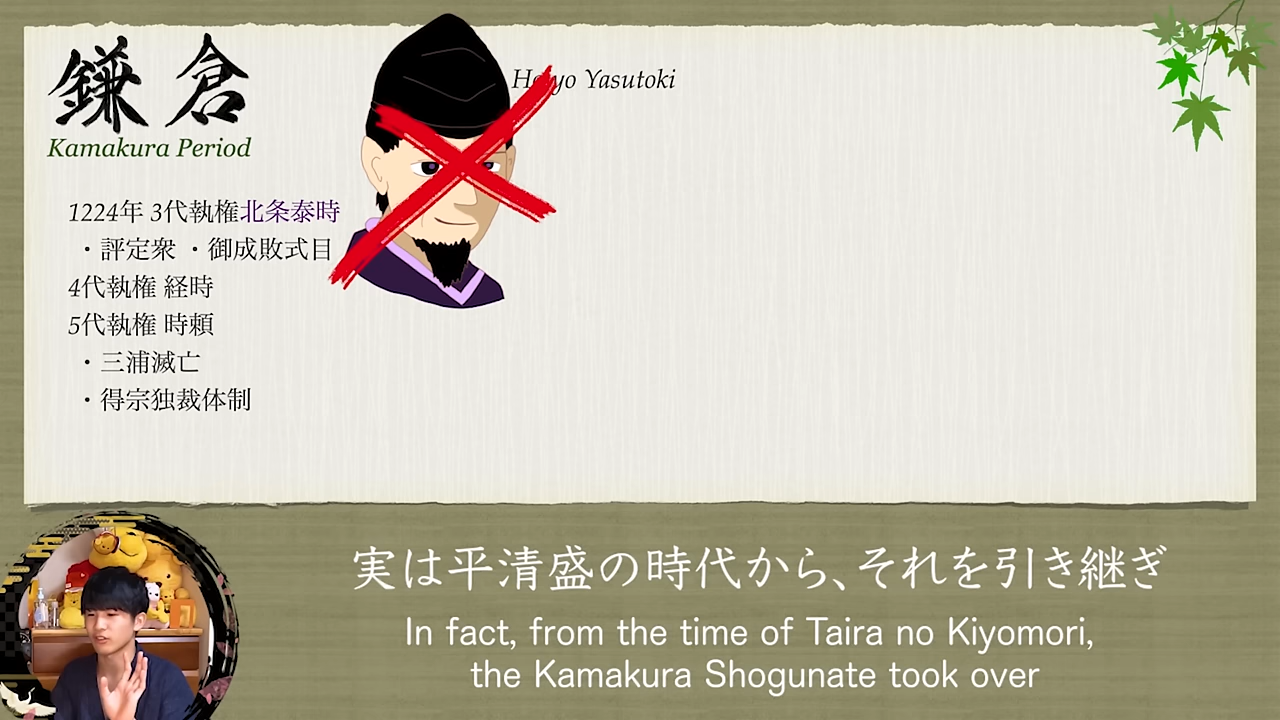 鎌倉
Kamakura Period
1224年 3代執権北条泰時
・評定衆 ・御成敗式目
4代執権 経時
5代執権 時頼
・三浦滅亡
・得宗独裁体制
Yasutoki
実は平清盛の時代から、それを引き継ぎ
In fact, from the time of Taira no Kiyomori,
the Kamakura Shogunate took over